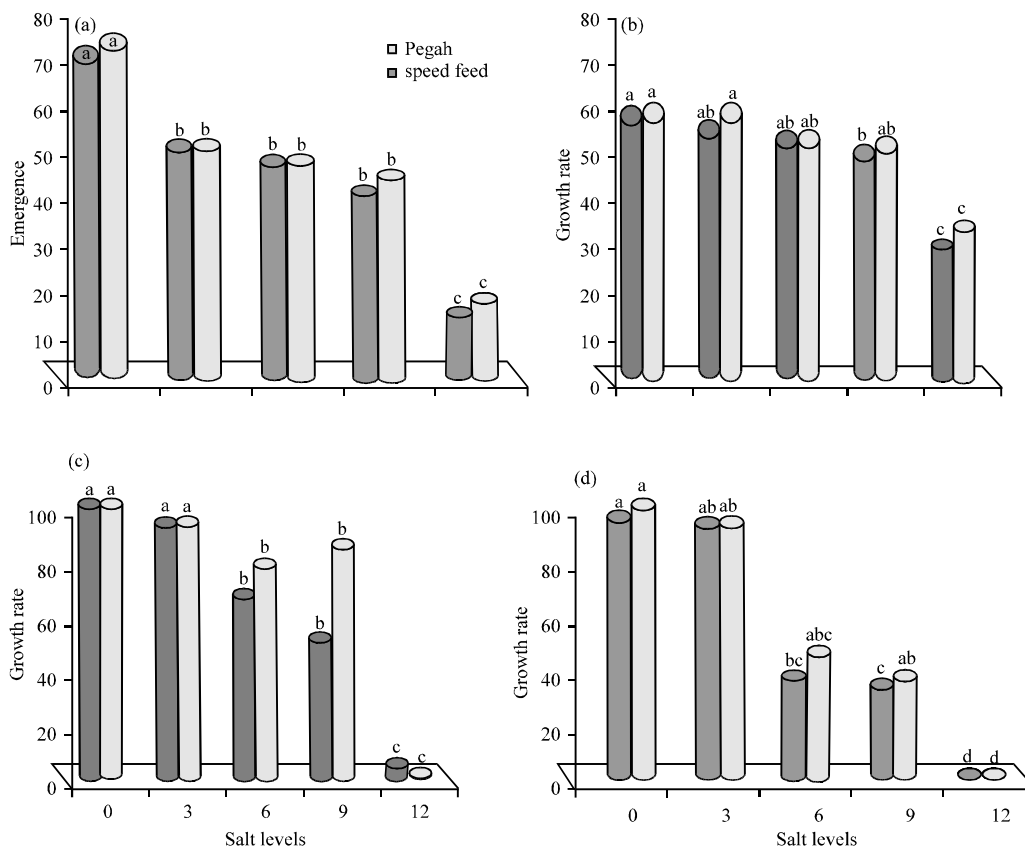 (a)
Pegah
speed feed
80
70
60
50
40
30
20
10
0
Emergence
a a
b b
b b
b b
c c
(b)
80
70
60
50
40
30
20
10
0
Growth rate
a a
ab a
ab ab
b ab
c c
(c)
100
80
60
40
20
0
Growth rate
a a
a a
b b
b b
c c
0 3 6 9 12
Salt levels
(d)
100
80
60
40
20
0
Growth rate
a a
ab ab
bc abc
c ab
d d
0 3 6 9 12
Salt levels